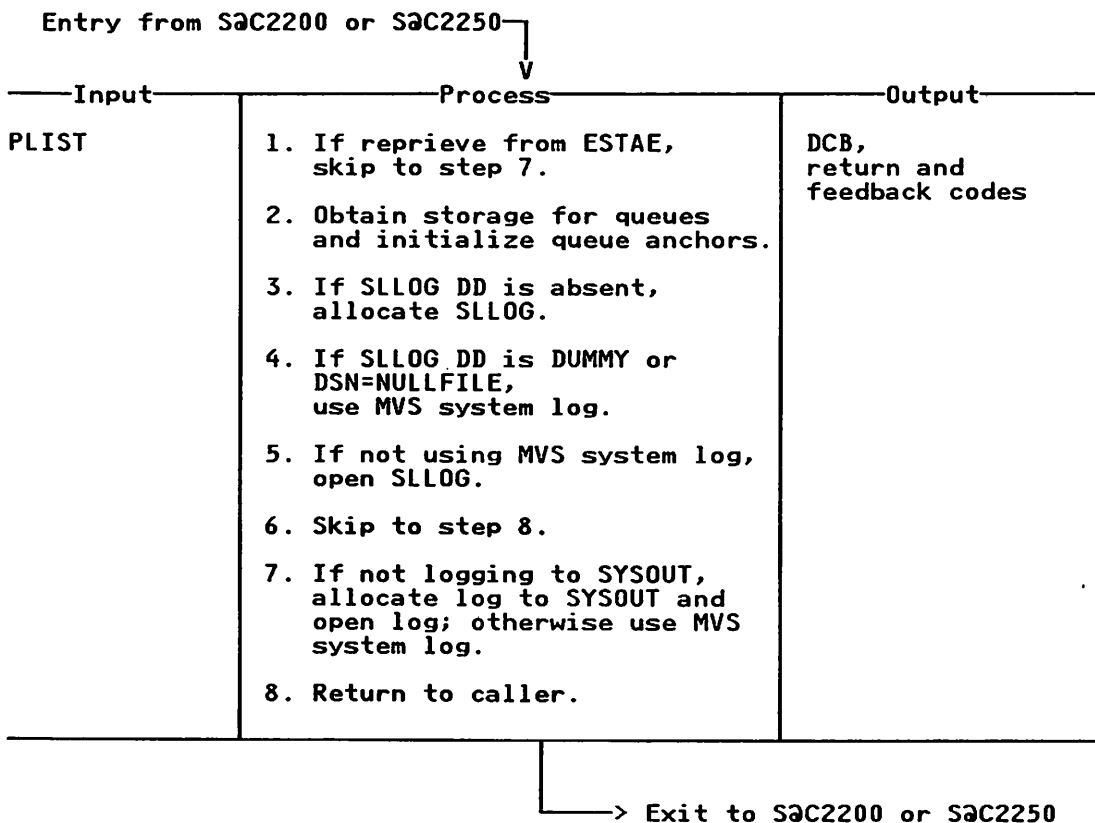 Entry from S∂C2200 or S∂C2250
Input Process Output
PLIST
1. If reprieve from ESTAE,
skip to step 7.
2. Obtain storage for queues
and initialize queue anchors.
3. If SLLOG DD is absent,
allocate SLLOG.
4. If SLLOG DD is DUMMY or
DSN=NULLFILE,
use MVS system log.
5. If not using MVS system log,
open SLLOG.
6. Skip to step 8.
7. If not logging to SYSOUT,
allocate log to SYSOUT and
open log; otherwise use MVS
system log.
8. Return to caller.
DCB,
return and
feedback codes
Exit to S∂C2200 or S∂C2250